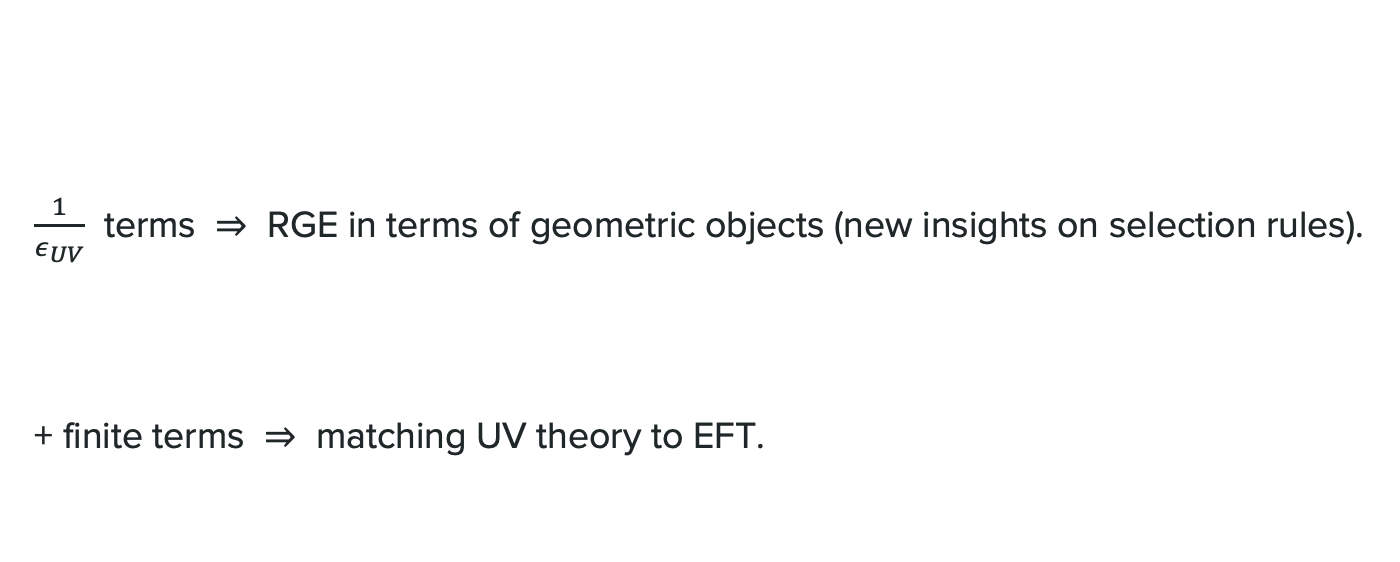 1/ϵ_UV terms ⇒ RGE in terms of geometric objects (new insights on selection rules).
+ finite terms ⇒ matching UV theory to EFT.